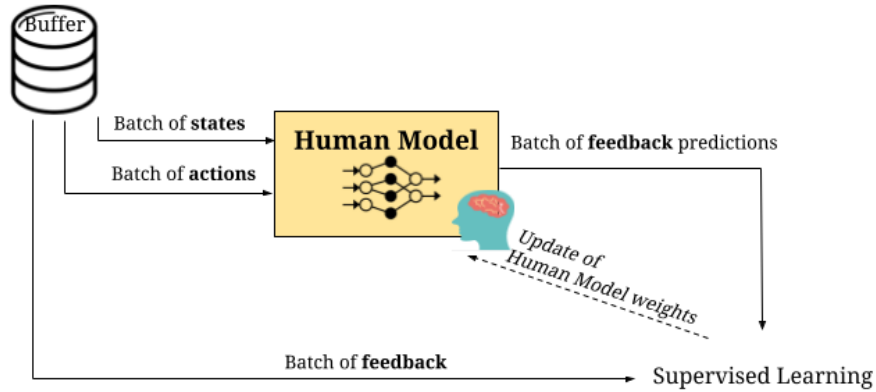 Buffer
Batch of states
Human Model
Batch of feedback predictions
Batch of actions
Update of
Human Model weights
Batch of feedback
Supervised Learning